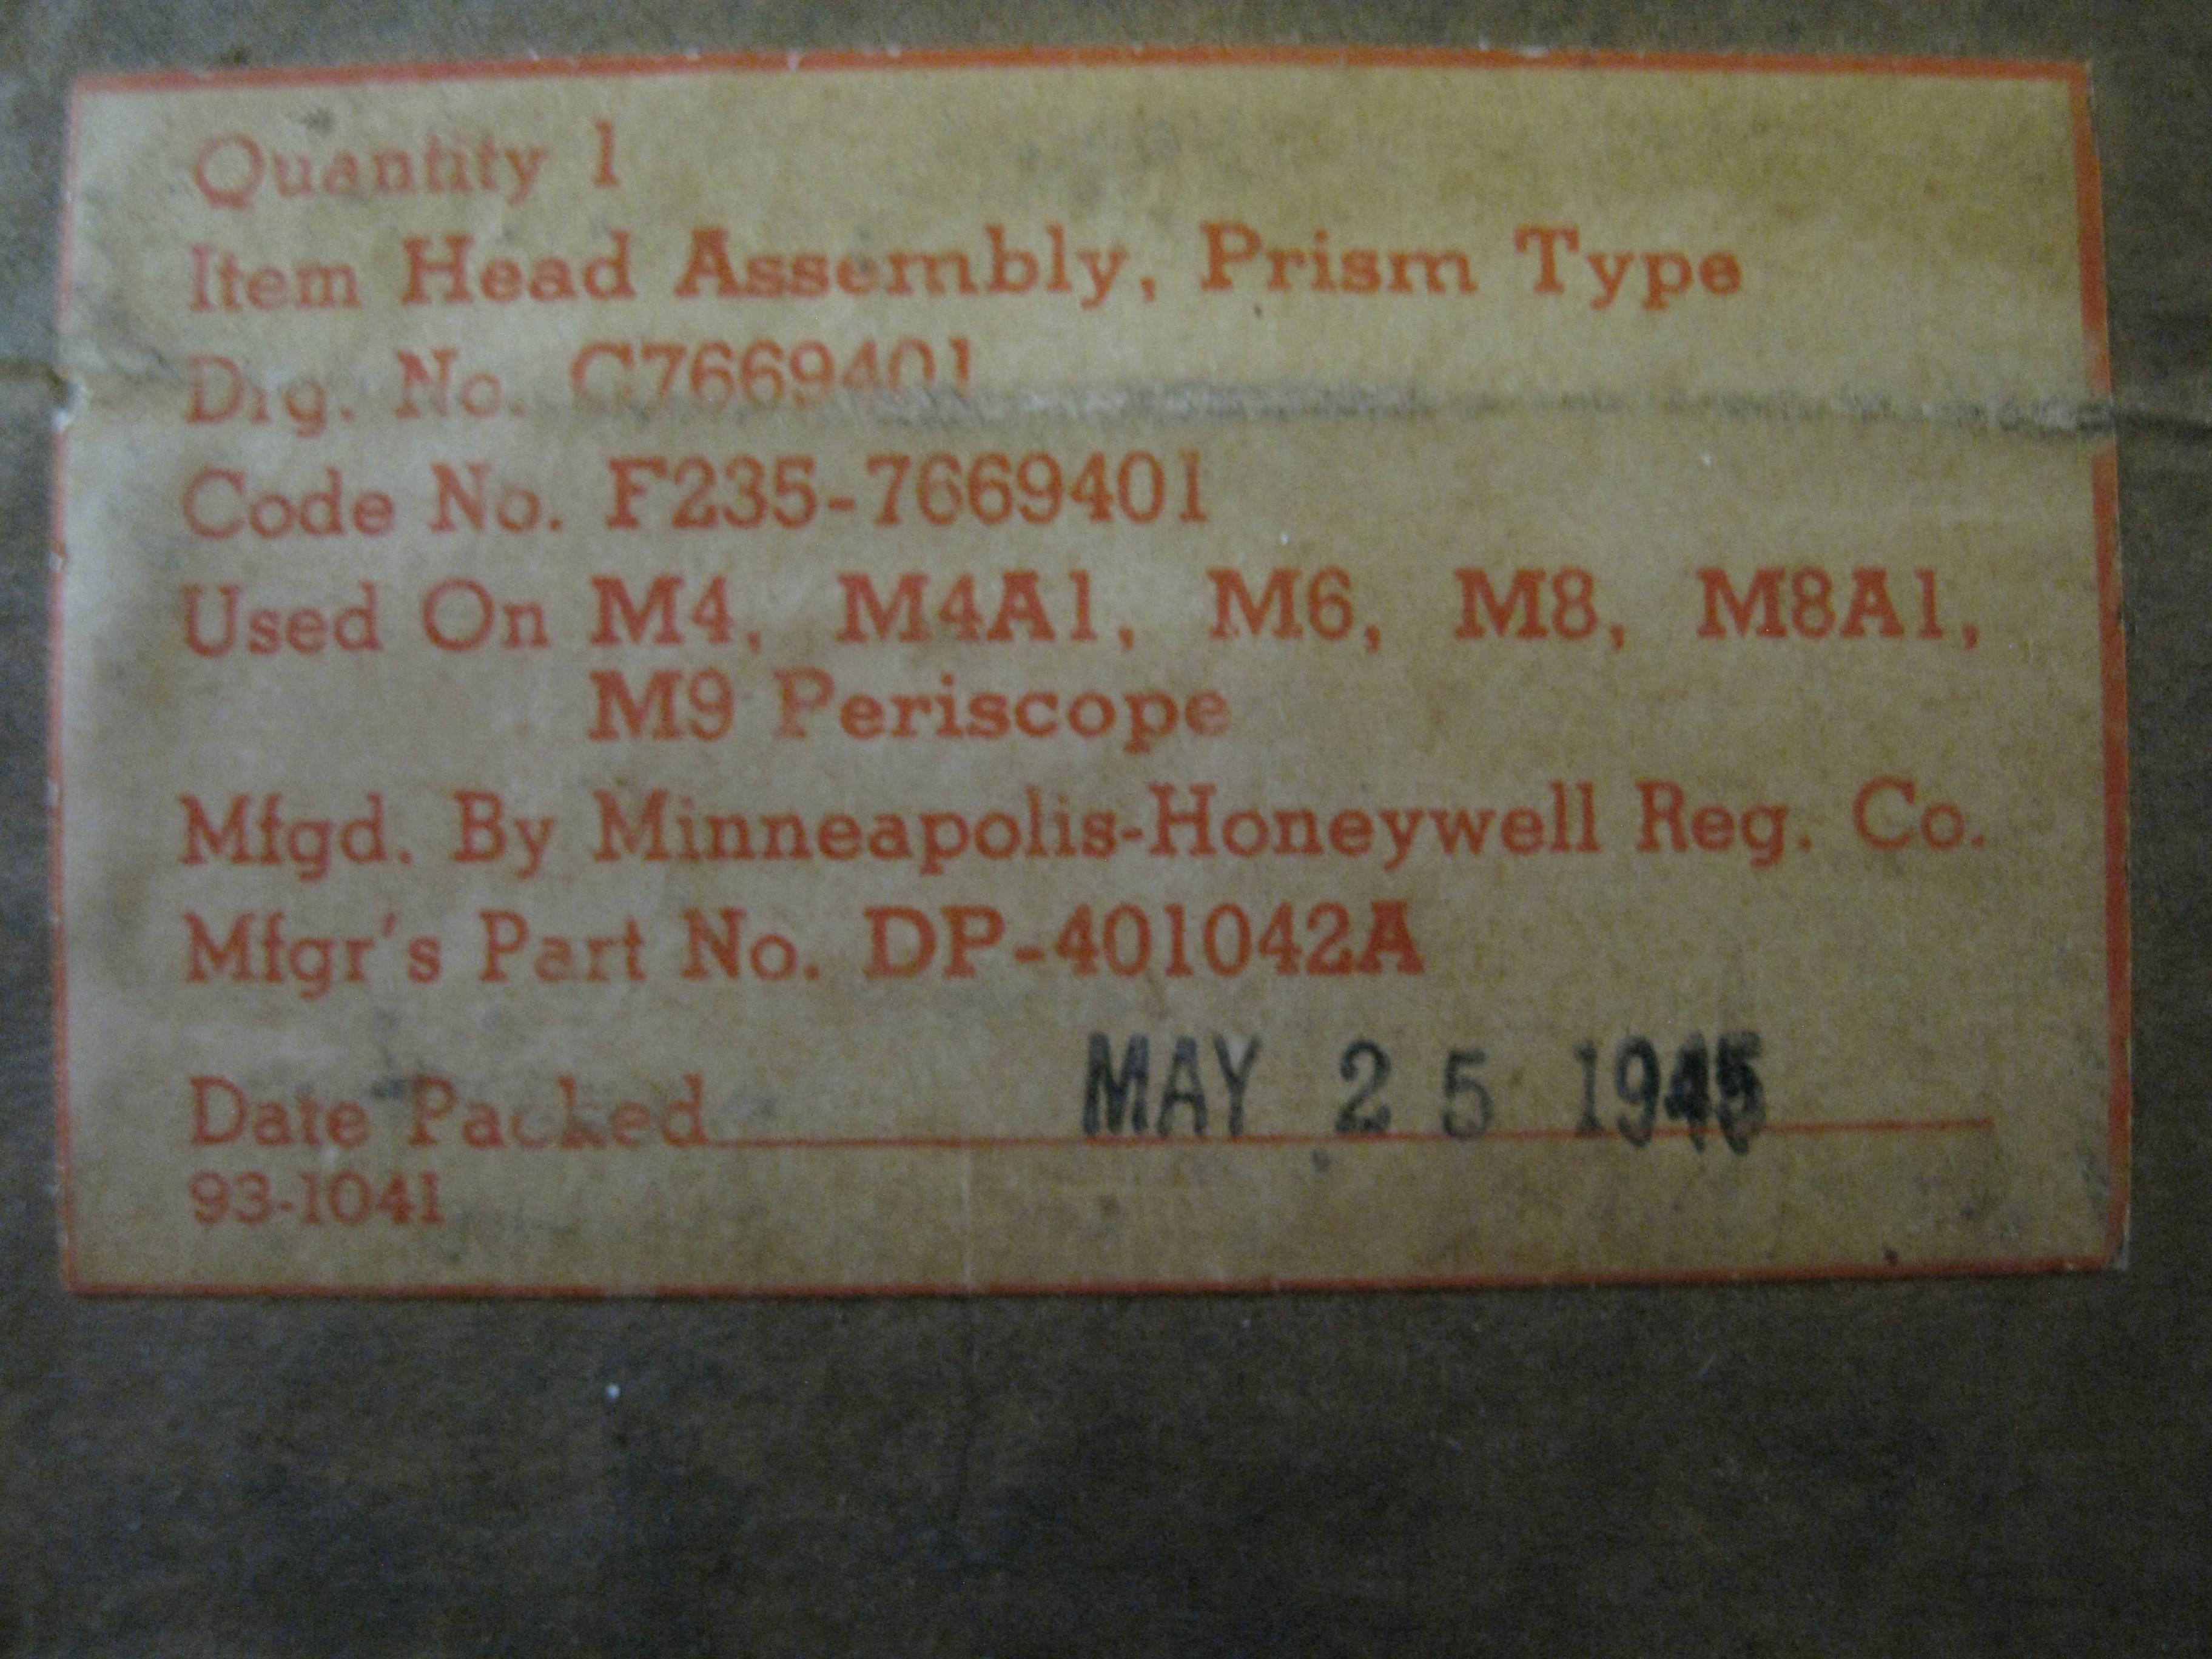 Quantity 1
Item Head Assembly, Prism Type
Drg. No. C7669401
Code No. F235-7669401
Used On M4, M4A1, M6, M8, M8A1,
M9 Periscope
Mfgd. By Minneapolis-Honeywell Reg. Co.
Mfgr's Part No. DP-401042A
Date Packed MAY 25 1945
93-1041